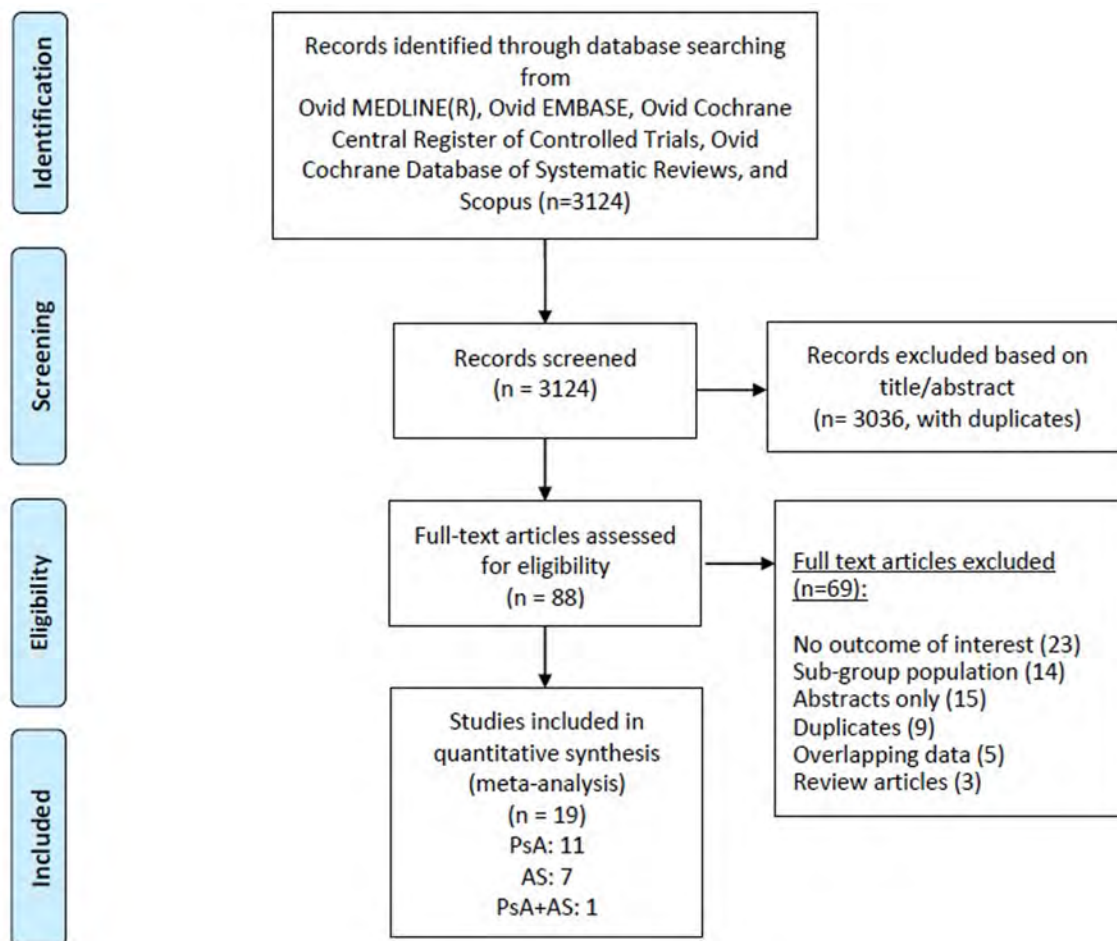 Identification
Records identified through database searching
from
Ovid MEDLINE(R), Ovid EMBASE, Ovid Cochrane
Central Register of Controlled Trials, Ovid
Cochrane Database of Systematic Reviews, and
Scopus (n=3124)
Screening
Records screened
(n = 3124)
Records excluded based on
title/abstract
(n= 3036, with duplicates)
Eligibility
Full-text articles assessed
for eligibility
(n = 88)
Full text articles excluded
(n=69):
No outcome of interest (23)
Sub-group population (14)
Abstracts only (15)
Duplicates (9)
Overlapping data (5)
Review articles (3)
Included
Studies included in
quantitative synthesis
(meta-analysis)
(n = 19)
PsA: 11
AS: 7
PsA+AS: 1